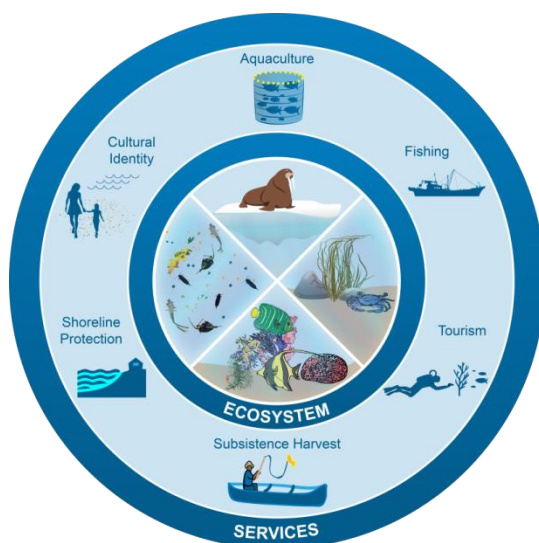 Aquaculture
Cultural
Identity
Fishing
Shoreline
Protection
Tourism
ECOSYSTEM
Subsistence Harvest
SERVICES